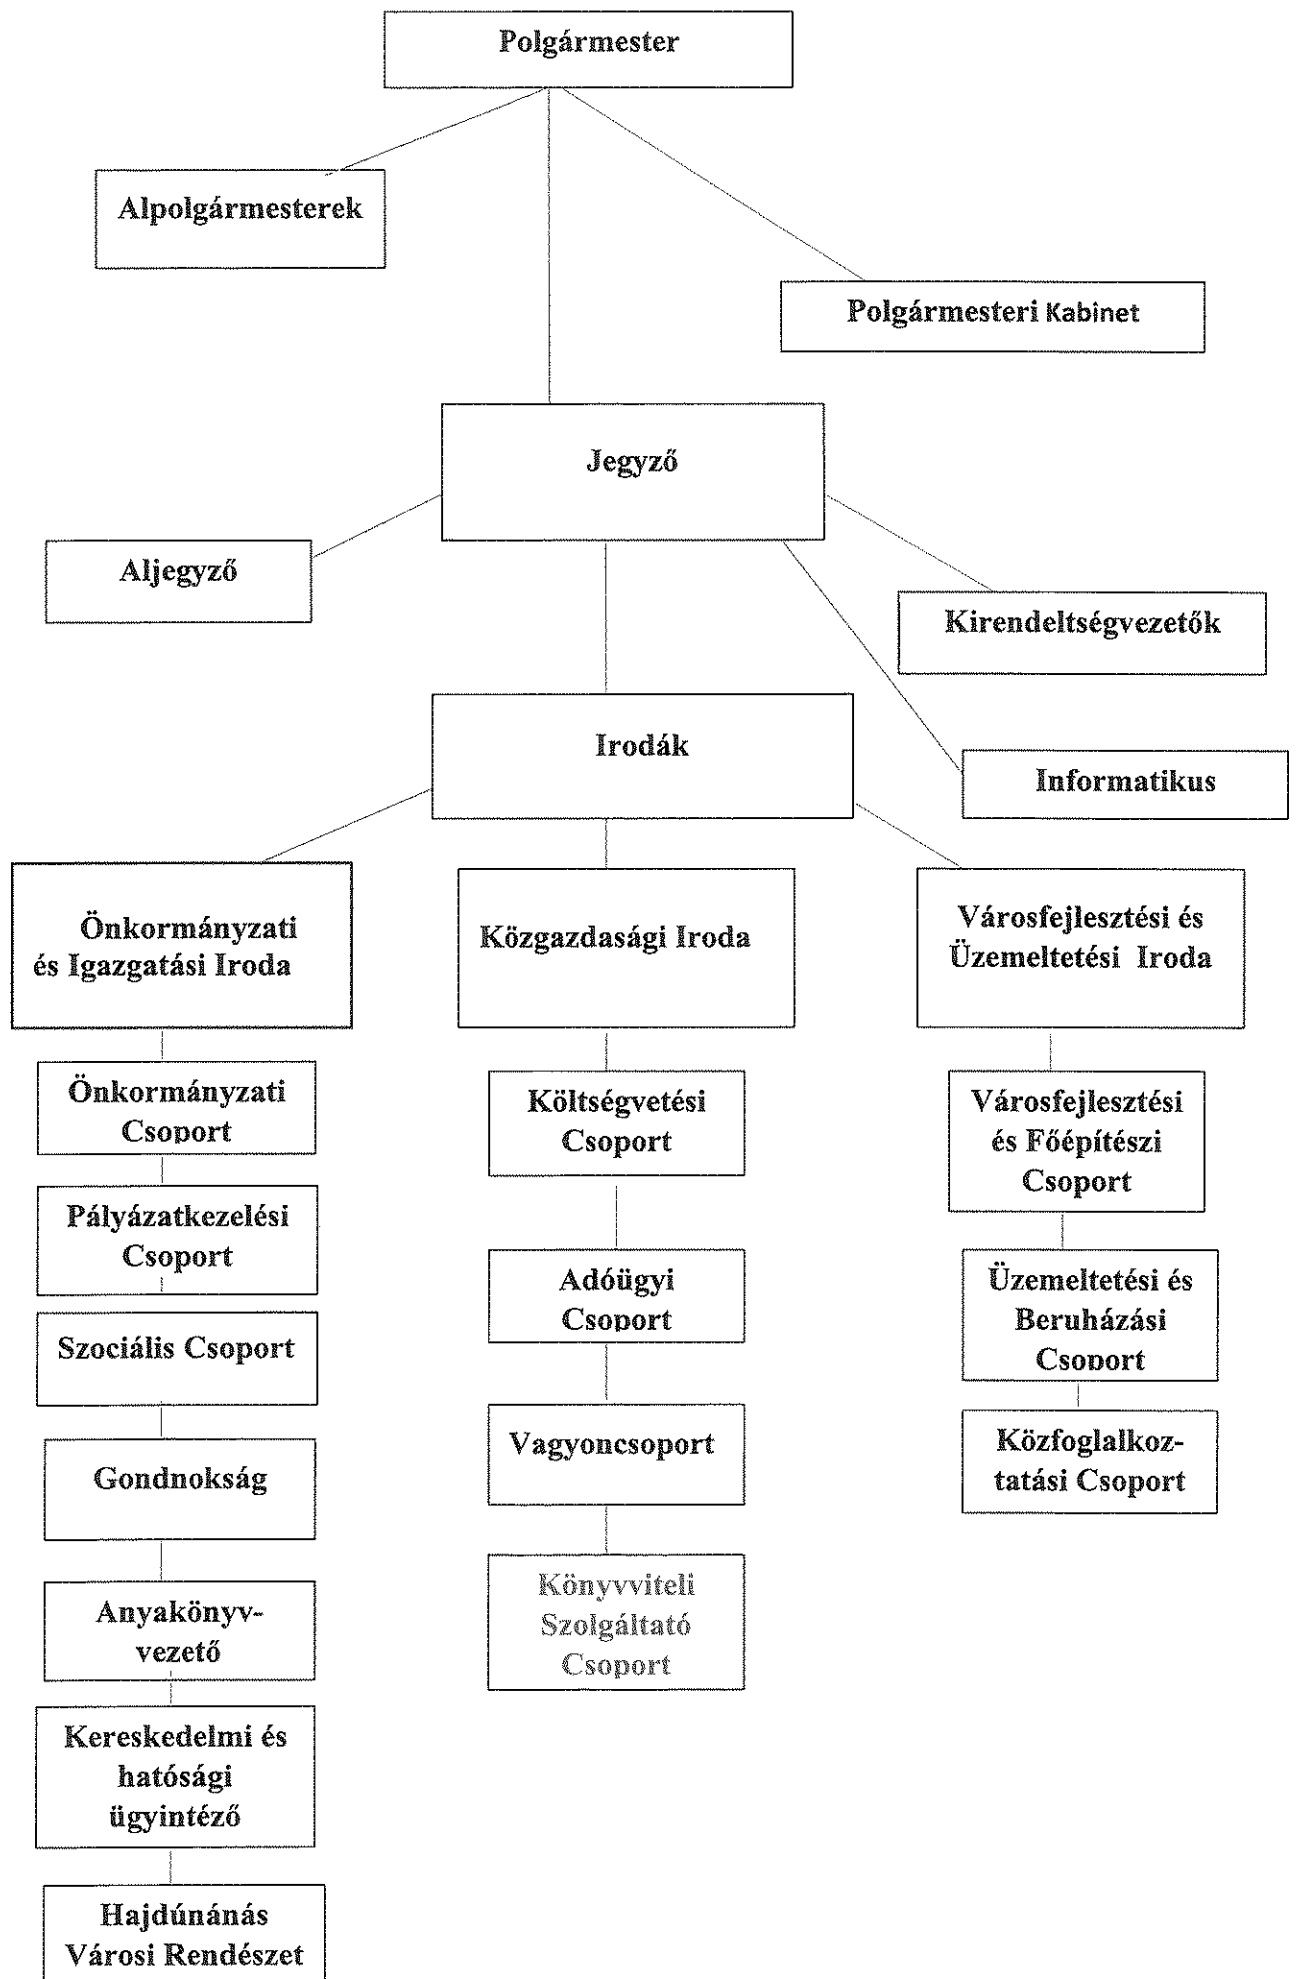 Polgármester
Alpolgármesterek
Polgármesteri Kabinet
Jegyző
Aljegyző
Kirendeltségvezetők
Irodák
Informatikus
Önkormányzati
és Igazgatási Iroda
Közgazdasági Iroda
Városfejlesztési és
Üzemeltetési Iroda
Önkormányzati
Csoport
Pályázatkezelési
Csoport
Szociális Csoport
Gondnokság
Anyakönyv-
vezető
Kereskedelmi és
hatósági
ügyintéző
Hajdúnánás
Városi Rendészet
Költségvetési
Csoport
Adóügyi
Csoport
Vagyoncsoport
Könyvviteli
Szolgáltató
Csoport
Városfejlesztési
és Főépítészi
Csoport
Üzemeltetési és
Beruházási
Csoport
Közfoglalkoz-
tatási Csoport